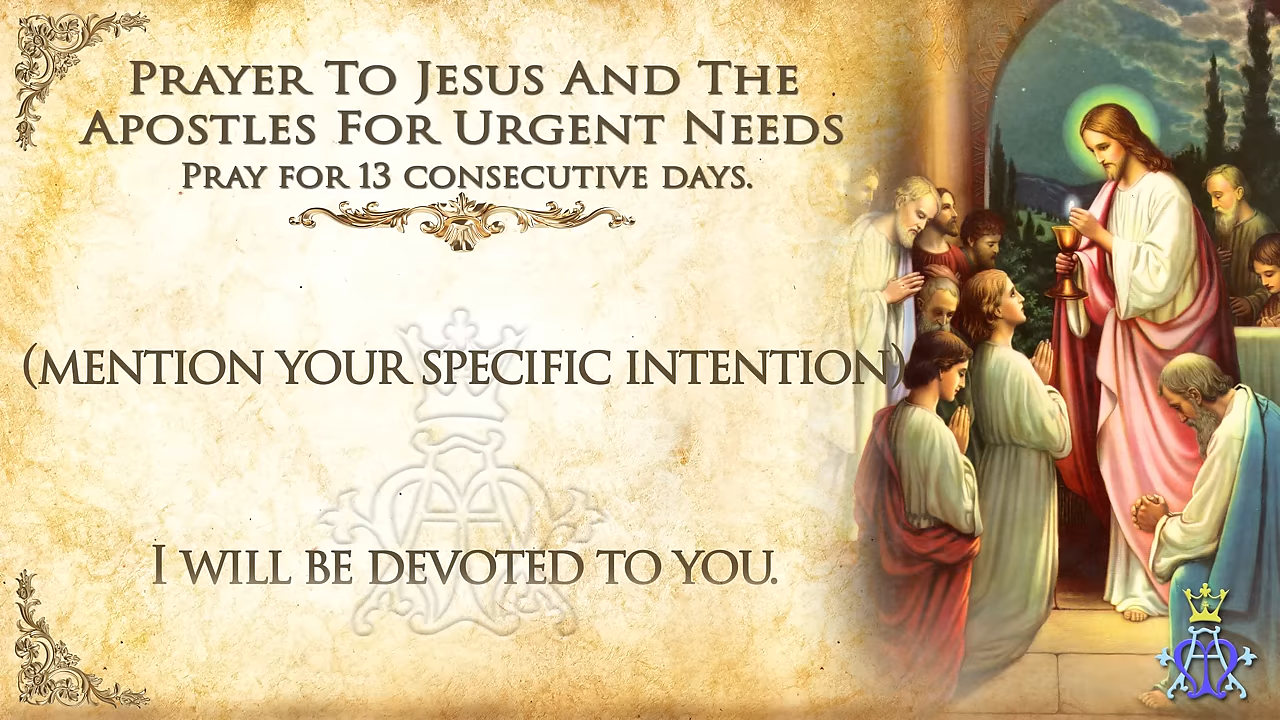 Prayer To Jesus And The
Apostles For Urgent Needs
Pray for 13 consecutive days.
(mention your specific intention)
I will be devoted to you.